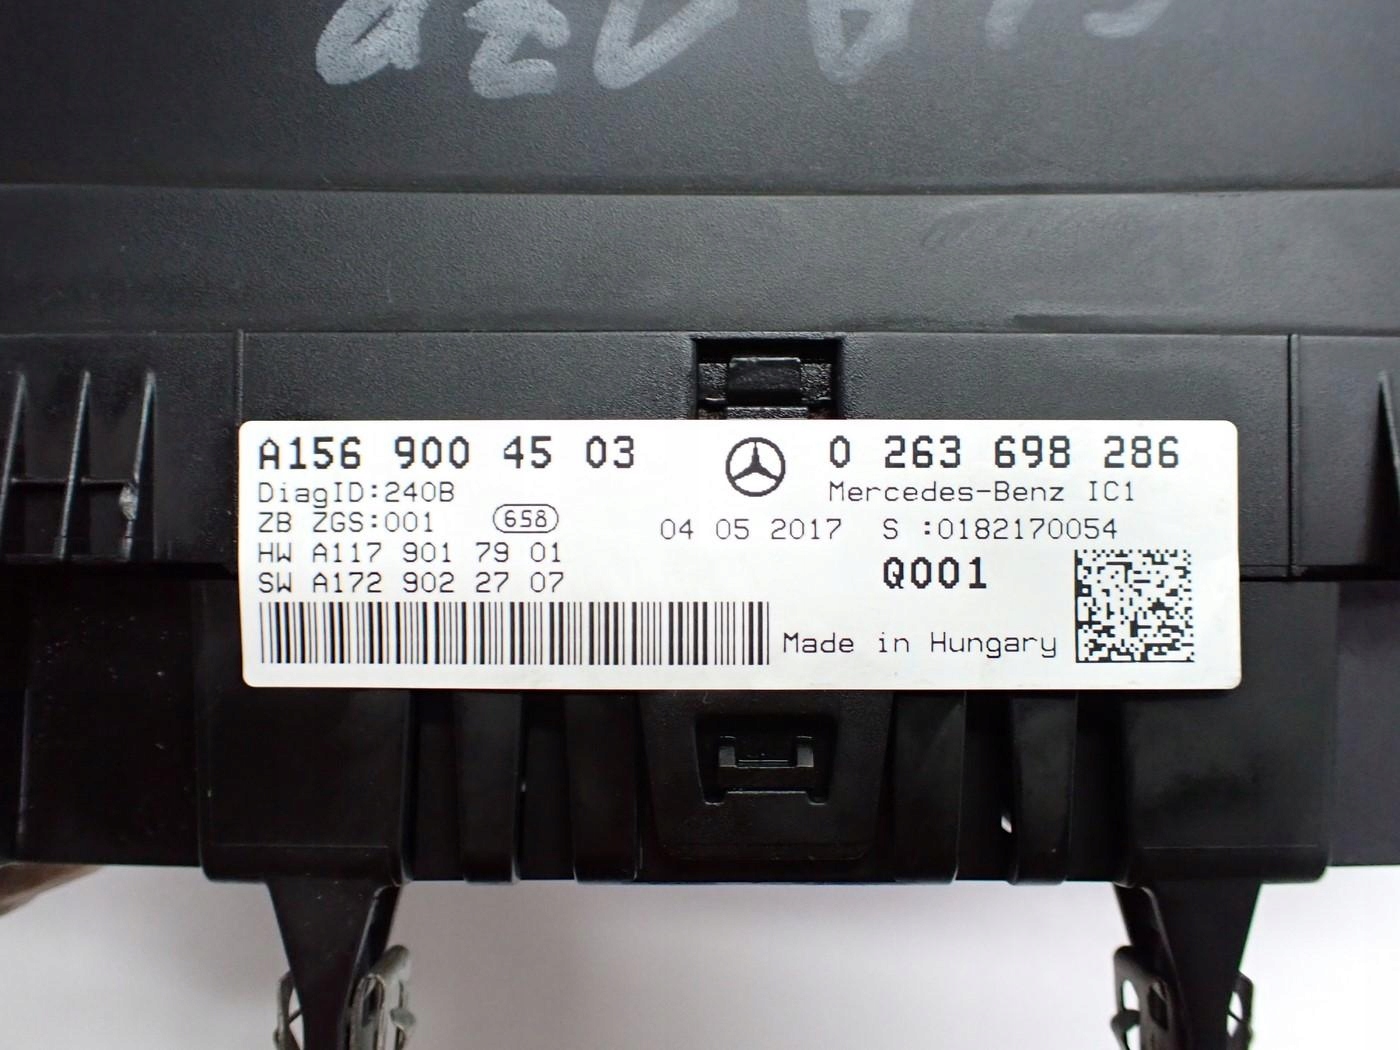 A156 900 45 03
0 263 698 286
DiagID:240B
Mercedes-Benz IC1
ZB ZGS:001
658
04 05 2017
S :0182170054
HW A117 901 79 01
SW A172 902 27 07
Q001
Made in Hungary